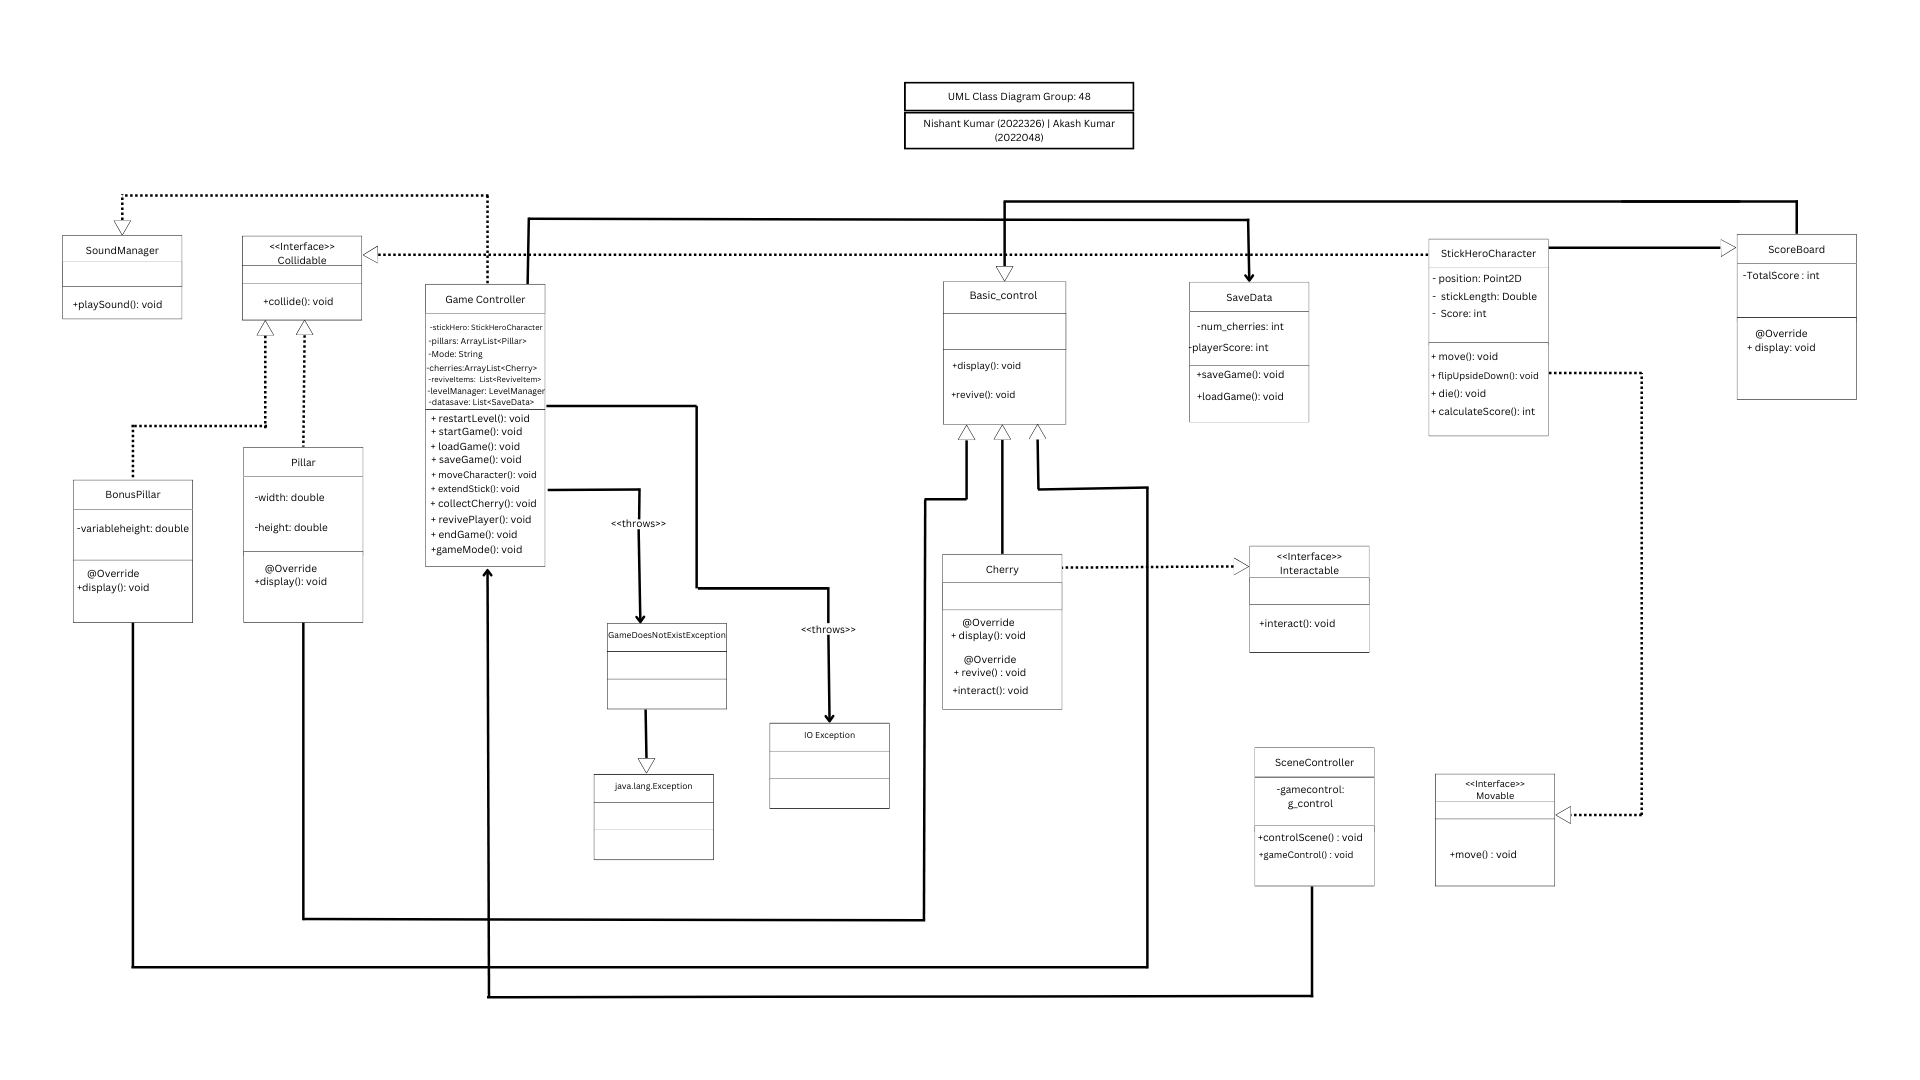 UML Class Diagram Group: 48
Nishant Kumar (2022326) | Akash Kumar
(2022048)
SoundManager
+playSound(): void
<<Interface>>
Collidable
+collide(): void
Game Controller
-stickHero: StickHeroCharacter
-pillars: ArrayList<Pillar>
-Mode: String
-cherries:ArrayList<Cherry>
-reviveItems: List<ReviveItem>
-levelManager: LevelManager
-datasave: List<SaveData>
+ restartLevel(): void
+ startGame(): void
+ loadGame(): void
+ saveGame(): void
+ moveCharacter(): void
+ extendStick(): void
+ collectCherry(): void
+ revivePlayer(): void
+ endGame(): void
+gameMode(): void
Basic_control
+display(): void
+revive(): void
SaveData
-num_cherries: int
-playerScore: int
+saveGame(): void
+loadGame(): void
StickHeroCharacter
- position: Point2D
- stickLength: Double
- Score: int
+ move(): void
+ flipUpsideDown(): void
+ die(): void
+ calculateScore(): int
ScoreBoard
-TotalScore : int
@Override
+ display: void
BonusPillar
-variableheight: double
@Override
+display(): void
Pillar
-width: double
-height: double
@Override
+display(): void
<<throws>>
<<throws>>
GameDoesNotExistException
java.lang.Exception
IO Exception
Cherry
@Override
+ display(): void
@Override
+ revive() : void
+interact(): void
<<Interface>>
Interactable
+interact(): void
SceneController
-gamecontrol:
g_control
+controlScene() : void
+gameControl() : void
<<Interface>>
Movable
+move() : void